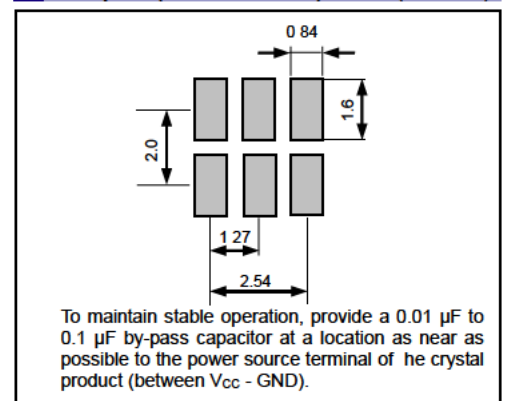 0 84
1.6
2.0
1 27
2.54
To maintain stable operation, provide a 0.01 µF to
0.1 µF by-pass capacitor at a location as near as
possible to the power source terminal of he crystal
product (between VCC - GND).